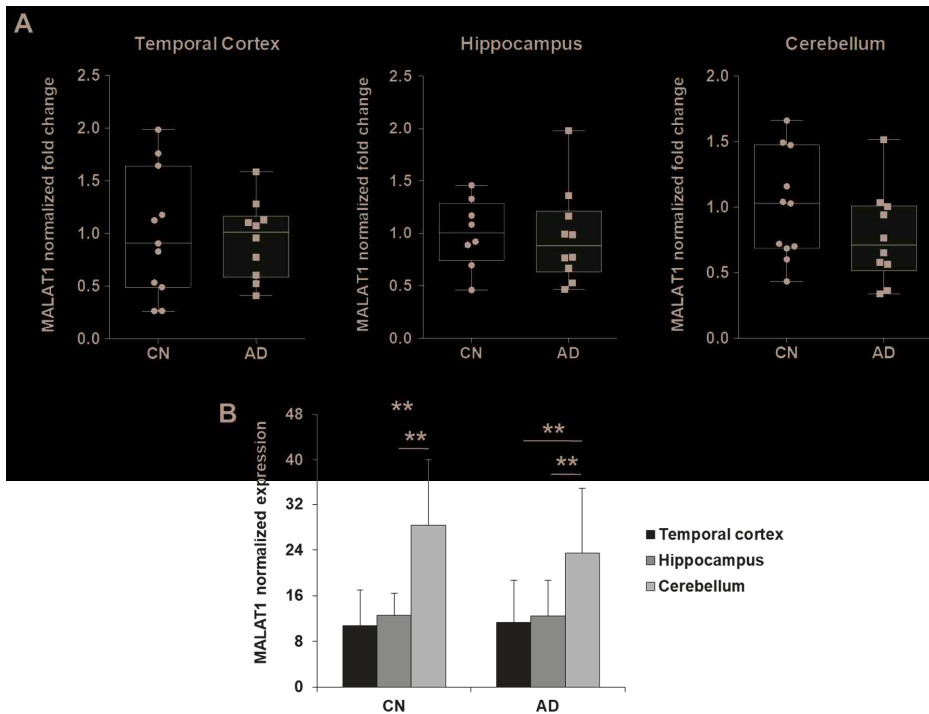 A
Temporal Cortex
Hippocampus
Cerebellum
MALAT1 normalized fold change
2.5
2.0
1.5
1.0
0.5
0.0
CN
AD
MALAT1 normalized fold change
2.5
2.0
1.5
1.0
0.5
0.0
CN
AD
MALAT1 normalized fold change
2.0
1.5
1.0
0.5
0.0
CN
AD
B
MALAT1 normalized expression
48
40
32
24
16
8
0
**
**
**
**
CN
AD
Temporal cortex
Hippocampus
Cerebellum